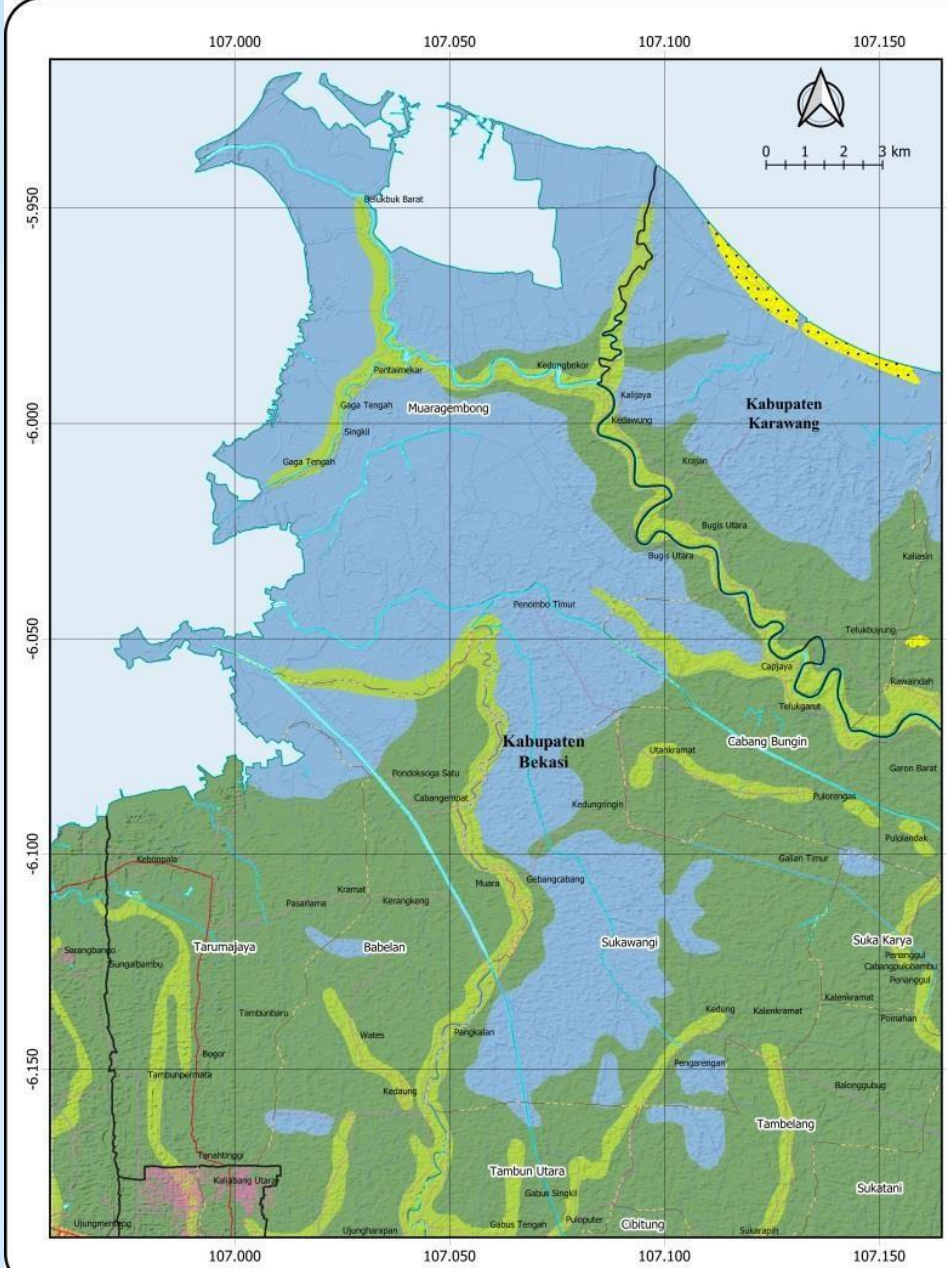 107.000 107.050 107.100 107.150
0 1 2 3 km
-5.950
Pantaimekar
Kedungbokor
Gaga Tengah
Muaragembong
Kalijaya
Kabupaten
Karawang
-6.000
Kedawung
Singkil
Gaga Tengah
Krajan
Bugis Utara
Bugis Utara
Kaliasin
Penombo Timur
-6.050
Telukbuyung
Capjaya
Rawaindah
Telukgarut
Kabupaten
Bekasi
Cabang Bungin
Utankramat
Garon Barat
Pondoksoga Satu
Cabangempat
Kedungringin
Pulorengas
Pulolandak
-6.100
Kebonpala
Galian Timur
Muara
Gebangcabang
Kramat
Pasarlama
Kerangkeng
Sarangbango
Tarumajaya
Babelan
Sukawangi
Suka Karya
Sungaibambu
Penanggul
Cabangpulobambu
Penanggul
Kalenkramat
Tambunbaru
Kedung
Kalenkramat
Pomahan
Wates
Pangkalan
Bogor
-6.150
Pengarengan
Tambunpermata
Kedaung
Balonggubug
Tambelang
Tanahtinggi
Tambun Utara
Kaliabang Utara
Sukatani
Gabus Singkil
Ujungmenteng
Ujungharapan
Gabus Tengah
Puloputer
Cibitung
Sukarapih
107.000 107.050 107.100 107.150